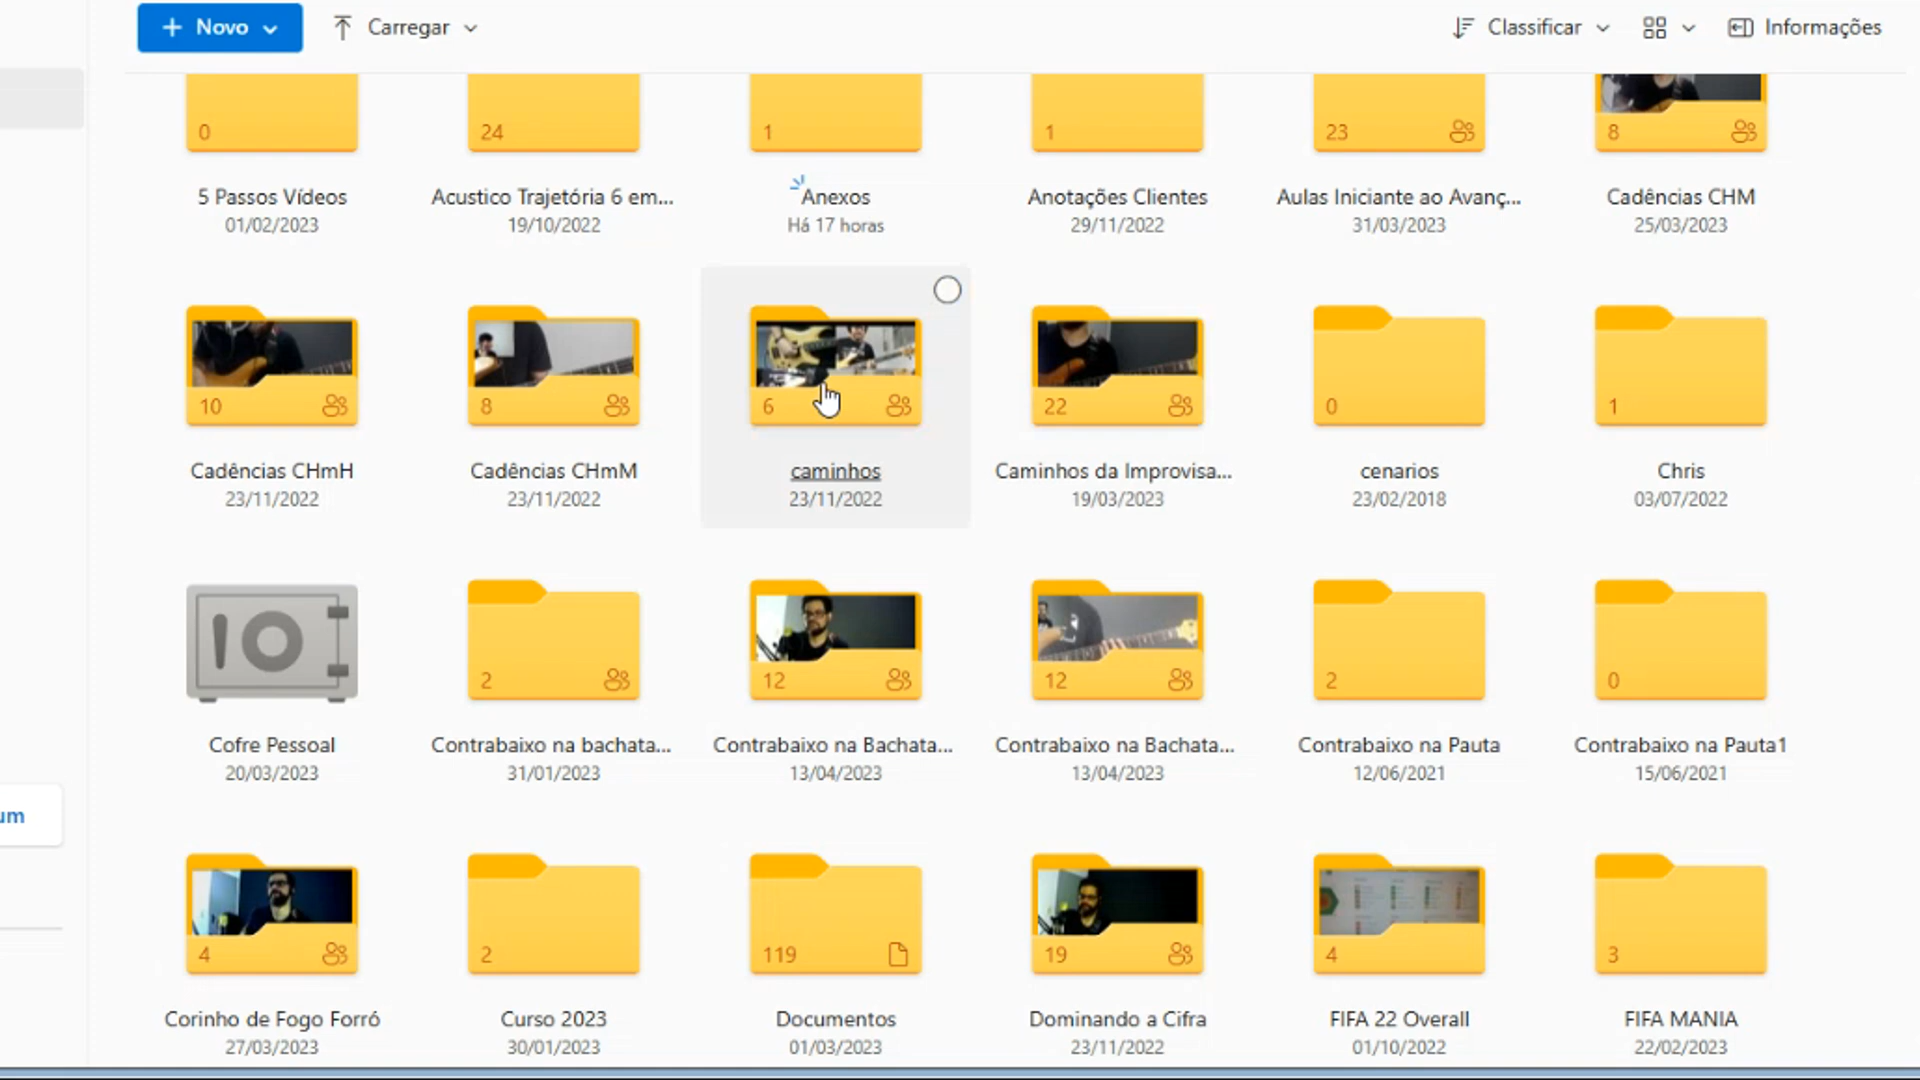 Novo
Carregar
Classificar
Informações
0
24
1
1
23
8
5 Passos Vídeos
Acustico Trajetória 6 em...
Anexos
Anotações Clientes
Aulas Iniciante ao Avanç...
Cadências CHM
01/02/2023
19/10/2022
Há 17 horas
29/11/2022
31/03/2023
25/03/2023
10
8
6
22
0
1
Cadências CHmH
Cadências CHmM
caminhos
Caminhos da Improvisa...
cenarios
Chris
23/11/2022
23/11/2022
23/11/2022
19/03/2023
23/02/2018
03/07/2022
2
12
12
2
0
Cofre Pessoal
Contrabaixo na bachata...
Contrabaixo na Bachata...
Contrabaixo na Bachata...
Contrabaixo na Pauta
Contrabaixo na Pauta1
20/03/2023
31/01/2023
13/04/2023
13/04/2023
12/06/2021
15/06/2021
um
4
2
119
19
4
3
Corinho de Fogo Forró
Curso 2023
Documentos
Dominando a Cifra
FIFA 22 Overall
FIFA MANIA
27/03/2023
30/01/2023
01/03/2023
23/11/2022
01/10/2022
22/02/2023